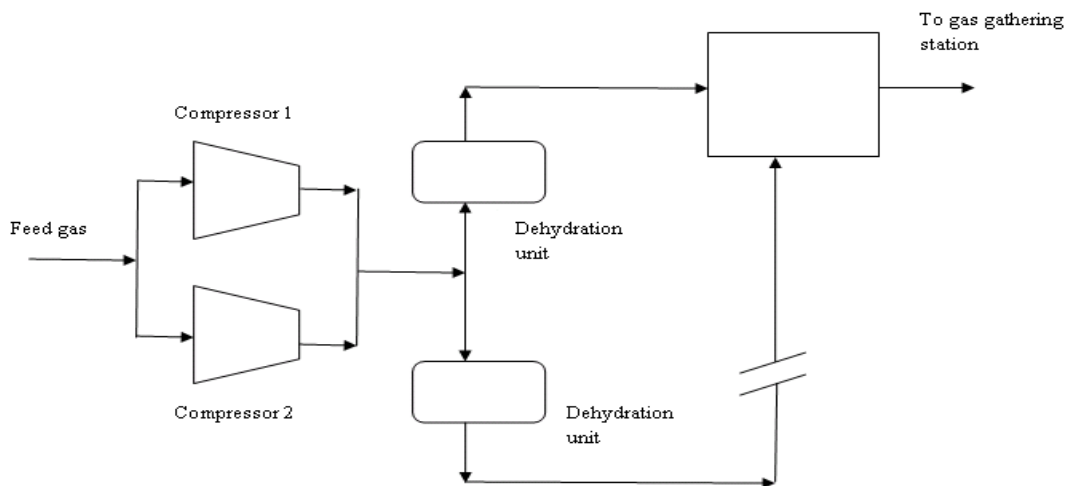 To gas gathering
station
Compressor 1
Feed gas
Dehydration
unit
Compressor 2
Dehydration
unit